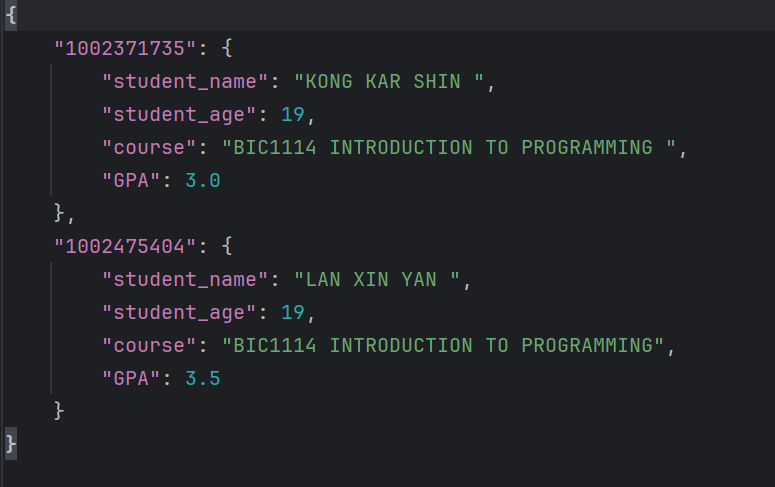 {
    "1002371735": {
        "student_name": "KONG KAR SHIN ",
        "student_age": 19,
        "course": "BIC1114 INTRODUCTION TO PROGRAMMING ",
        "GPA": 3.0
    },
    "1002475404": {
        "student_name": "LAN XIN YAN ",
        "student_age": 19,
        "course": "BIC1114 INTRODUCTION TO PROGRAMMING",
        "GPA": 3.5
    }
}